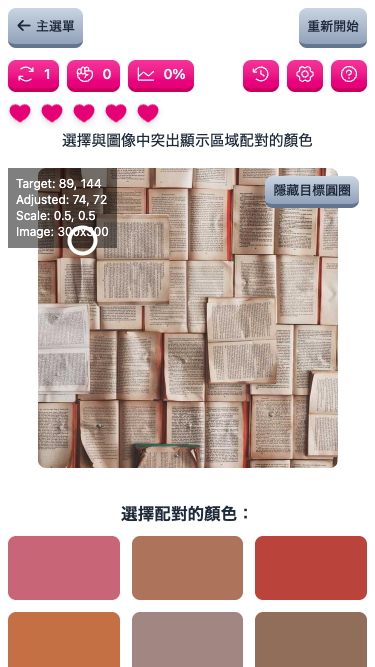 主選單
重新開始
1
0
0%
選擇與圖像中突出顯示區域配對的顏色
Target: 89, 144
Adjusted: 74, 72
Scale: 0.5, 0.5
Image: 300x300
隱藏目標圓圈
選擇配對的顏色：